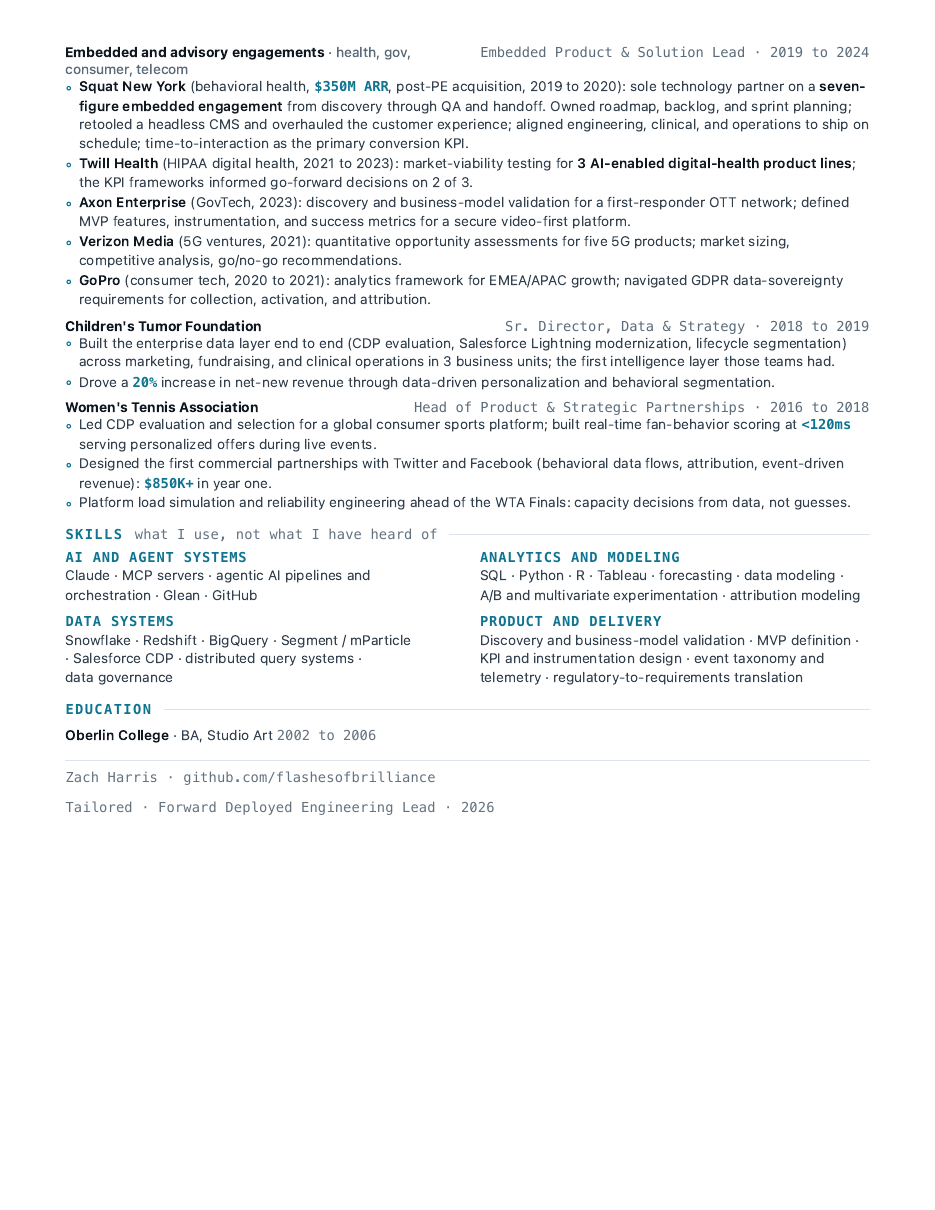 Embedded and advisory engagements · health, gov, consumer, telecom
Embedded Product & Solution Lead · 2019 to 2024
Squat New York (behavioral health, $350M ARR, post-PE acquisition, 2019 to 2020): sole technology partner on a seven-
figure embedded engagement from discovery through QA and handoff. Owned roadmap, backlog, and sprint planning;
retooled a headless CMS and overhauled the customer experience; aligned engineering, clinical, and operations to ship on
schedule; time-to-interaction as the primary conversion KPI.
Twill Health (HIPAA digital health, 2021 to 2023): market-viability testing for 3 AI-enabled digital-health product lines;
the KPI frameworks informed go-forward decisions on 2 of 3.
Axon Enterprise (GovTech, 2023): discovery and business-model validation for a first-responder OTT network; defined
MVP features, instrumentation, and success metrics for a secure video-first platform.
Verizon Media (5G ventures, 2021): quantitative opportunity assessments for five 5G products; market sizing,
competitive analysis, go/no-go recommendations.
GoPro (consumer tech, 2020 to 2021): analytics framework for EMEA/APAC growth; navigated GDPR data-sovereignty
requirements for collection, activation, and attribution.
Children's Tumor Foundation Sr. Director, Data & Strategy · 2018 to 2019
Built the enterprise data layer end to end (CDP evaluation, Salesforce Lightning modernization, lifecycle segmentation)
across marketing, fundraising, and clinical operations in 3 business units; the first intelligence layer those teams had.
Drove a 20% increase in net-new revenue through data-driven personalization and behavioral segmentation.
Women's Tennis Association Head of Product & Strategic Partnerships · 2016 to 2018
Led CDP evaluation and selection for a global consumer sports platform; built real-time fan-behavior scoring at <120ms
serving personalized offers during live events.
Designed the first commercial partnerships with Twitter and Facebook (behavioral data flows, attribution, event-driven
revenue): $850K+ in year one.
Platform load simulation and reliability engineering ahead of the WTA Finals: capacity decisions from data, not guesses.
SKILLS what I use, not what I have heard of
AI AND AGENT SYSTEMS
Claude · MCP servers · agentic AI pipelines and
orchestration · Glean · GitHub
ANALYTICS AND MODELING
SQL · Python · R · Tableau · forecasting · data modeling ·
A/B and multivariate experimentation · attribution modeling
DATA SYSTEMS
Snowflake · Redshift · BigQuery · Segment / mParticle
· Salesforce CDP · distributed query systems ·
data governance
PRODUCT AND DELIVERY
Discovery and business-model validation · MVP definition ·
KPI and instrumentation design · event taxonomy and
telemetry · regulatory-to-requirements translation
EDUCATION
Oberlin College · BA, Studio Art 2002 to 2006
Zach Harris · github.com/flashesofbrilliance
Tailored · Forward Deployed Engineering Lead · 2026